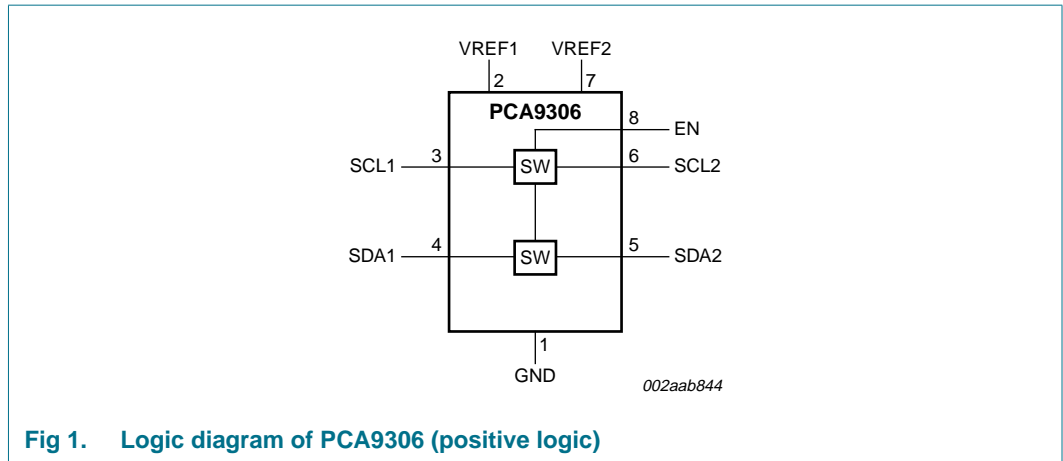 VREF1 VREF2
2 7
PCA9306
8 EN
SCL1 3 SW 6 SCL2
SDA1 4 SW 5 SDA2
1
GND
002aab844
Fig 1. Logic diagram of PCA9306 (positive logic)